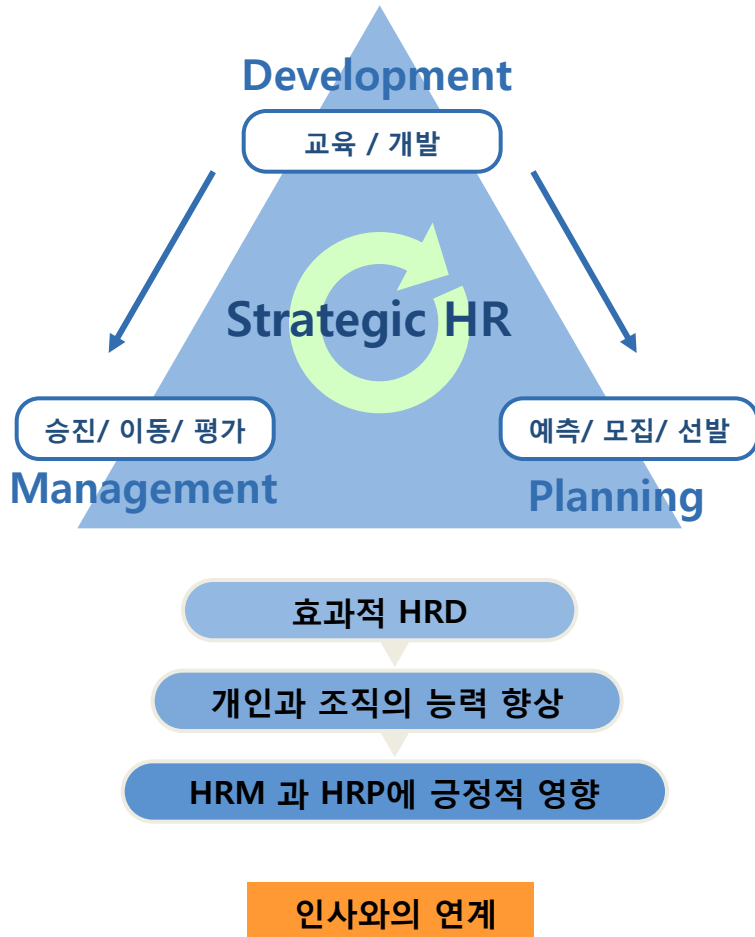 Development
교육 / 개발
Strategic HR
승진/ 이동/ 평가
예측/ 모집/ 선발
Management
Planning
효과적 HRD
개인과 조직의 능력 향상
HRM 과 HRP에 긍정적 영향
인사와의 연계